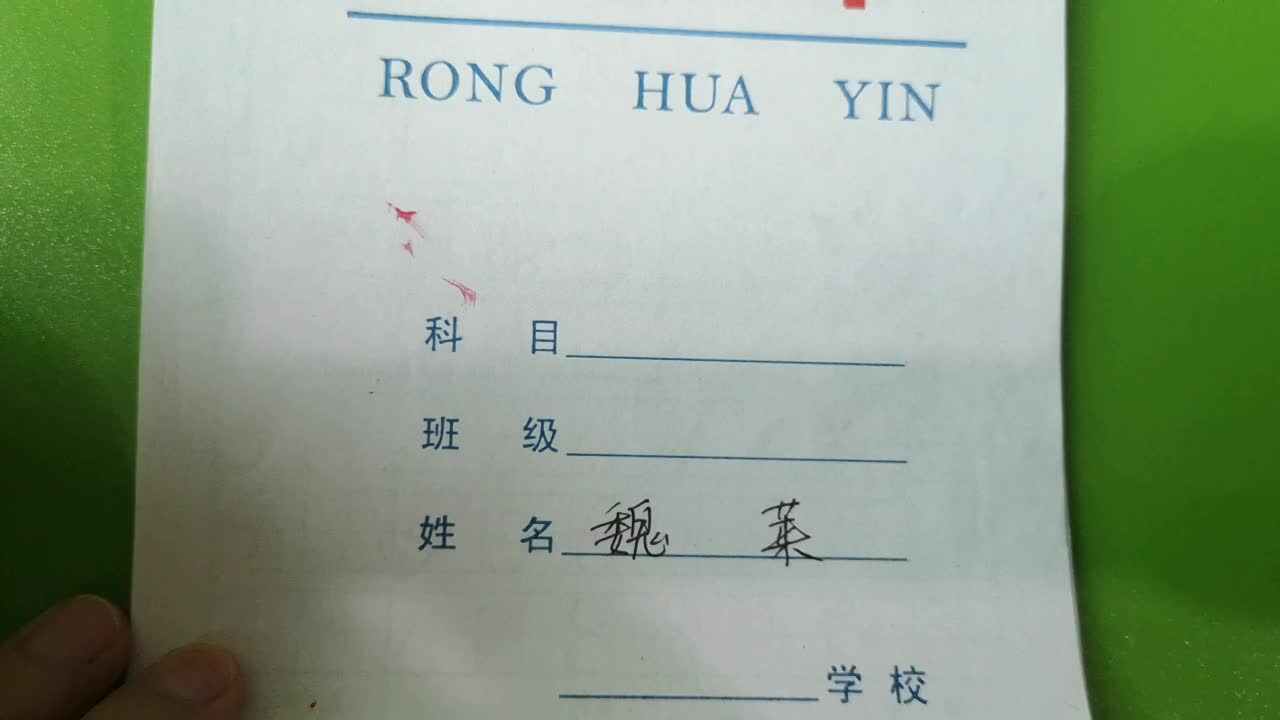 RONG HUA YIN
科 目
班 级
姓 名 魏 莱
学 校